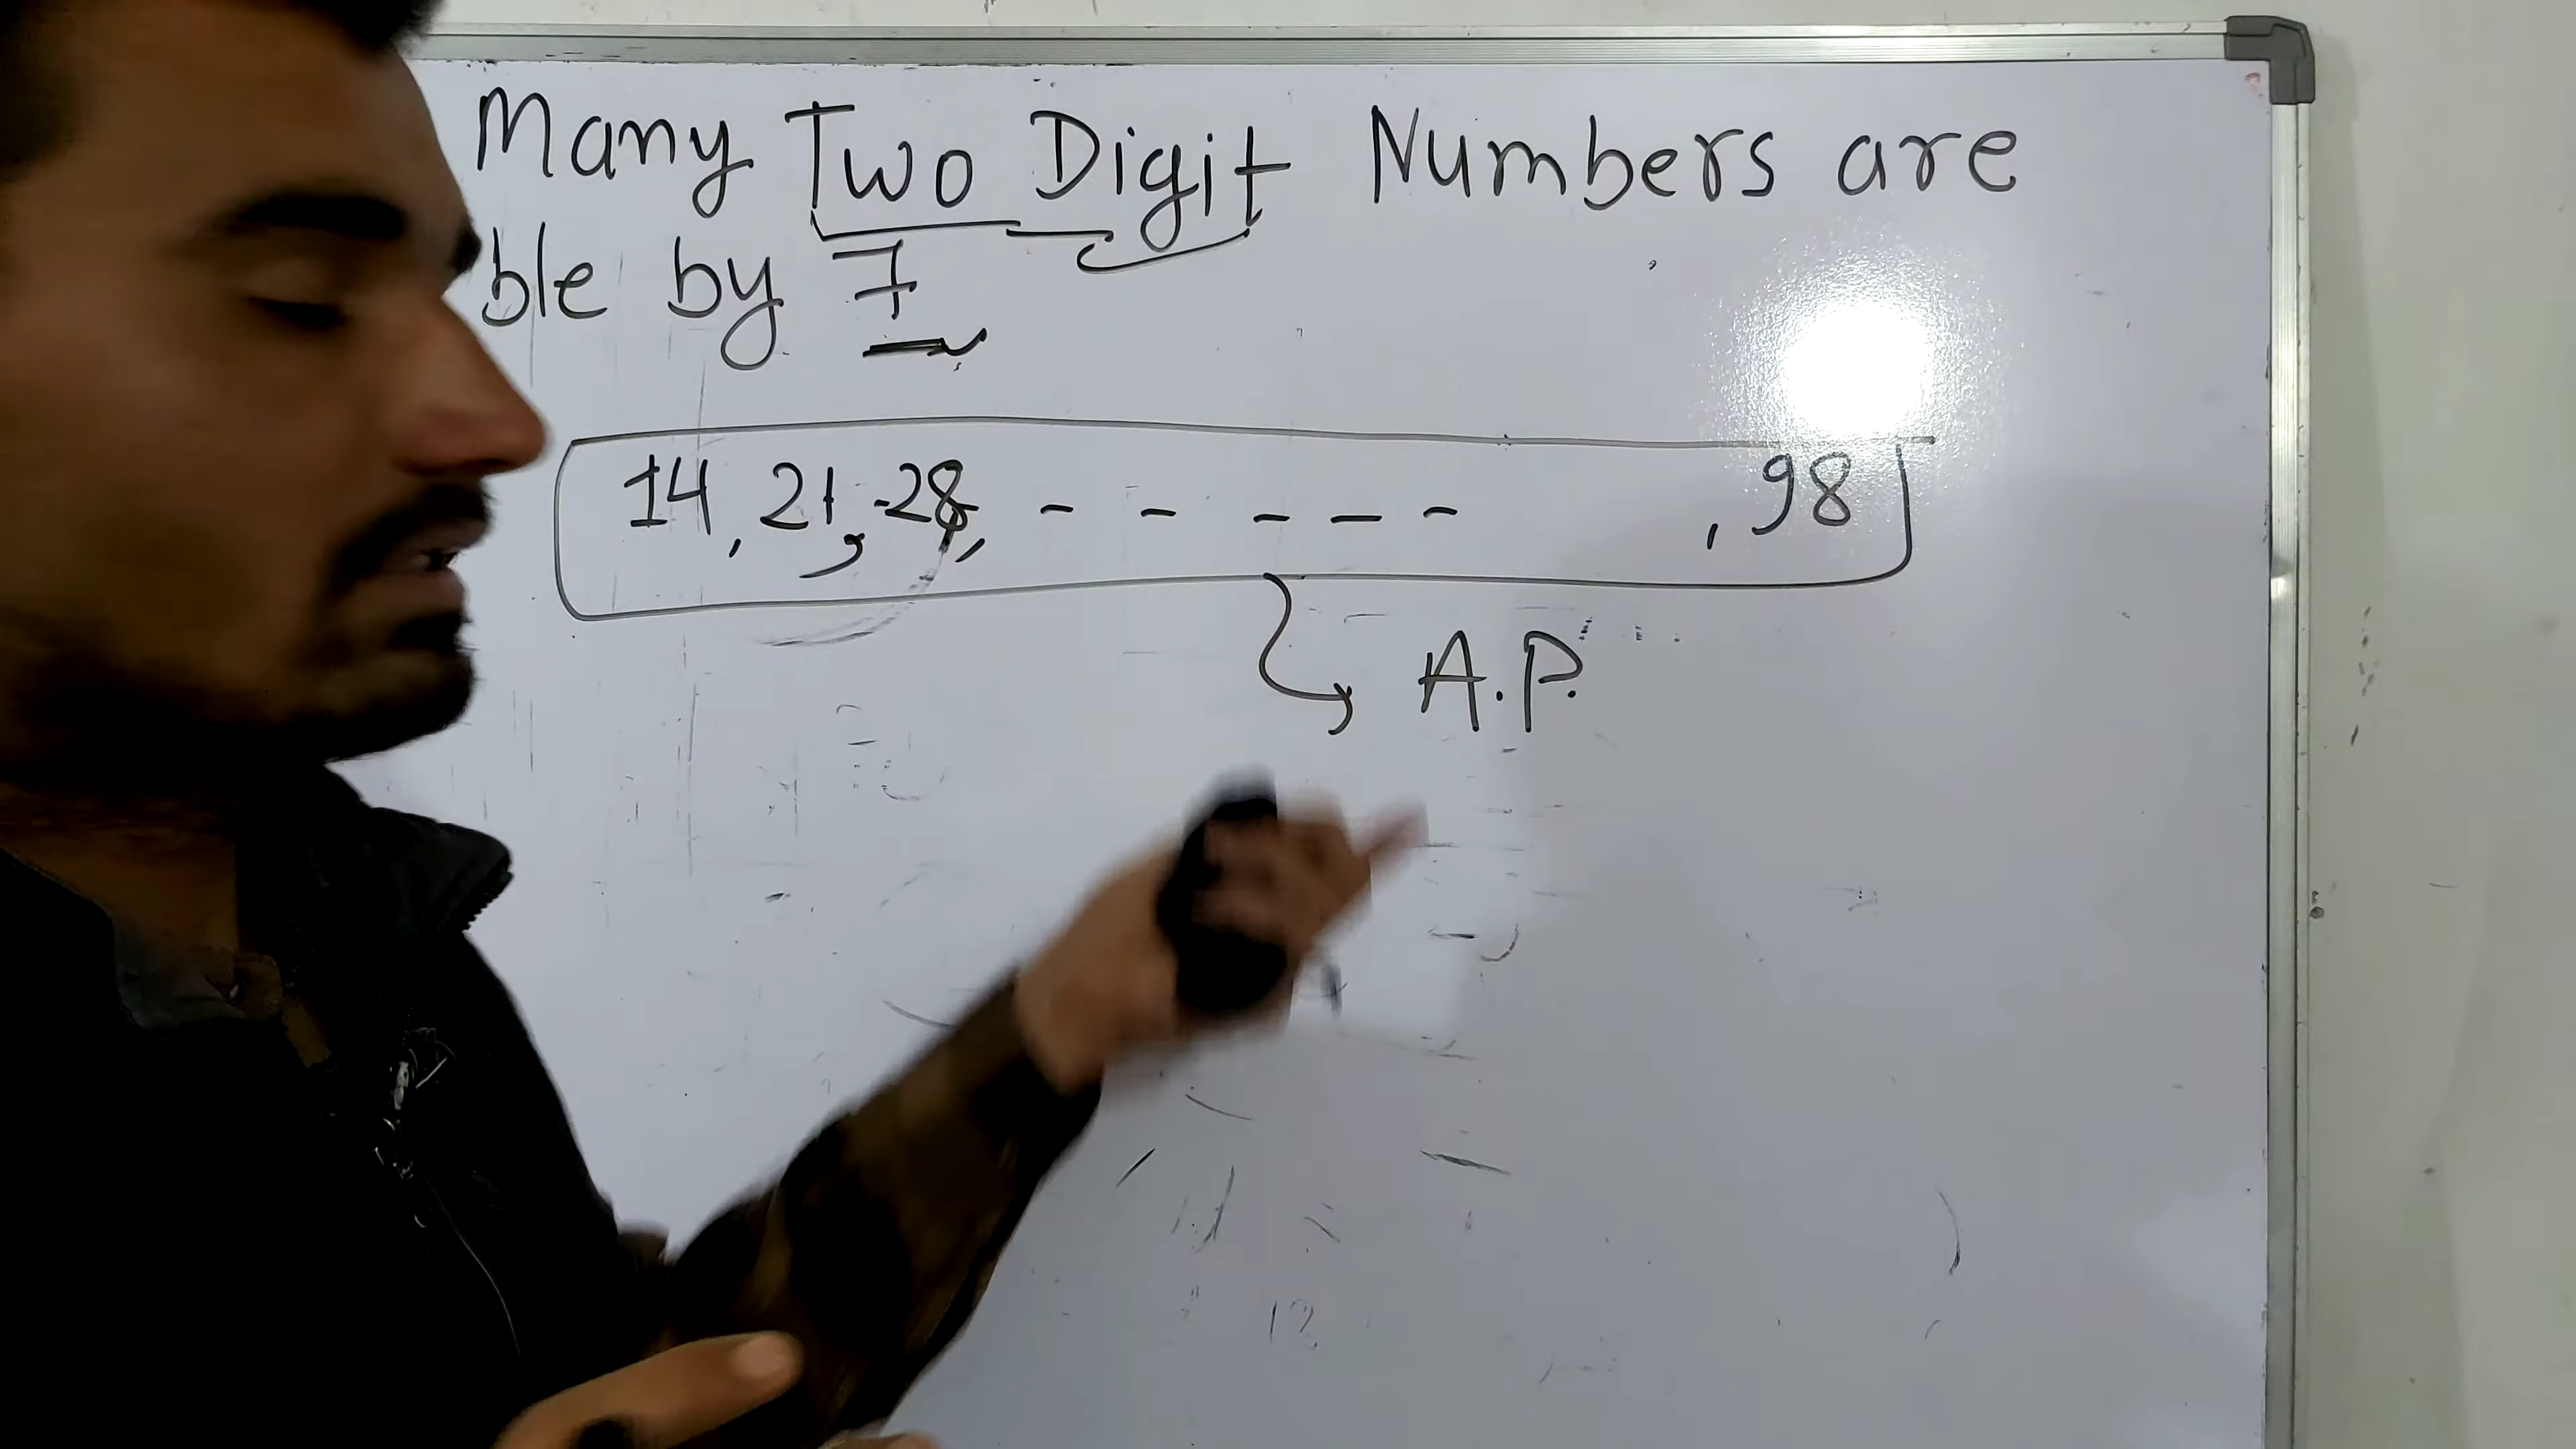 Many Two Digit Numbers are
ble by 7
14, 21, 28, - - - - - , 98
A.P.